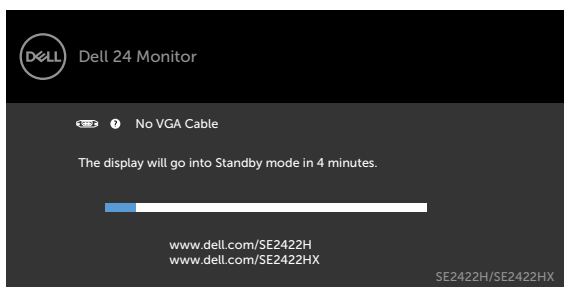 DELL
Dell 24 Monitor
? No VGA Cable
The display will go into Standby mode in 4 minutes.
www.dell.com/SE2422H
www.dell.com/SE2422HX
SE2422H/SE2422HX